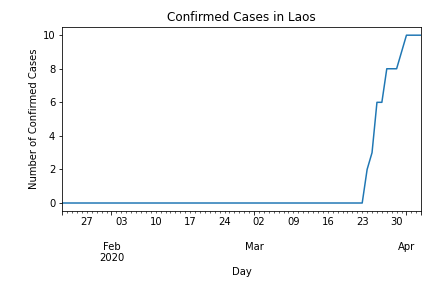 Confirmed Cases in Laos
10
8
6
4
2
0
Number of Confirmed Cases
27 03 10 17 24 02 09 16 23 30
Feb Mar Apr
2020
Day